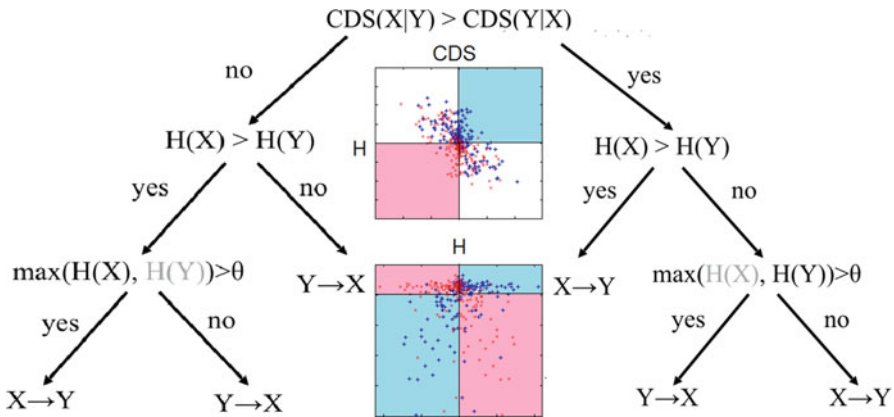 CDS(X|Y) > CDS(Y|X)
no
CDS
yes
H(X) > H(Y)
H
H(X) > H(Y)
yes
no
yes
no
H
max(H(X), H(Y))>θ
Y→X
X→Y
max(H(X), H(Y))>θ
yes
no
yes
no
X→Y
Y→X
Y→X
X→Y